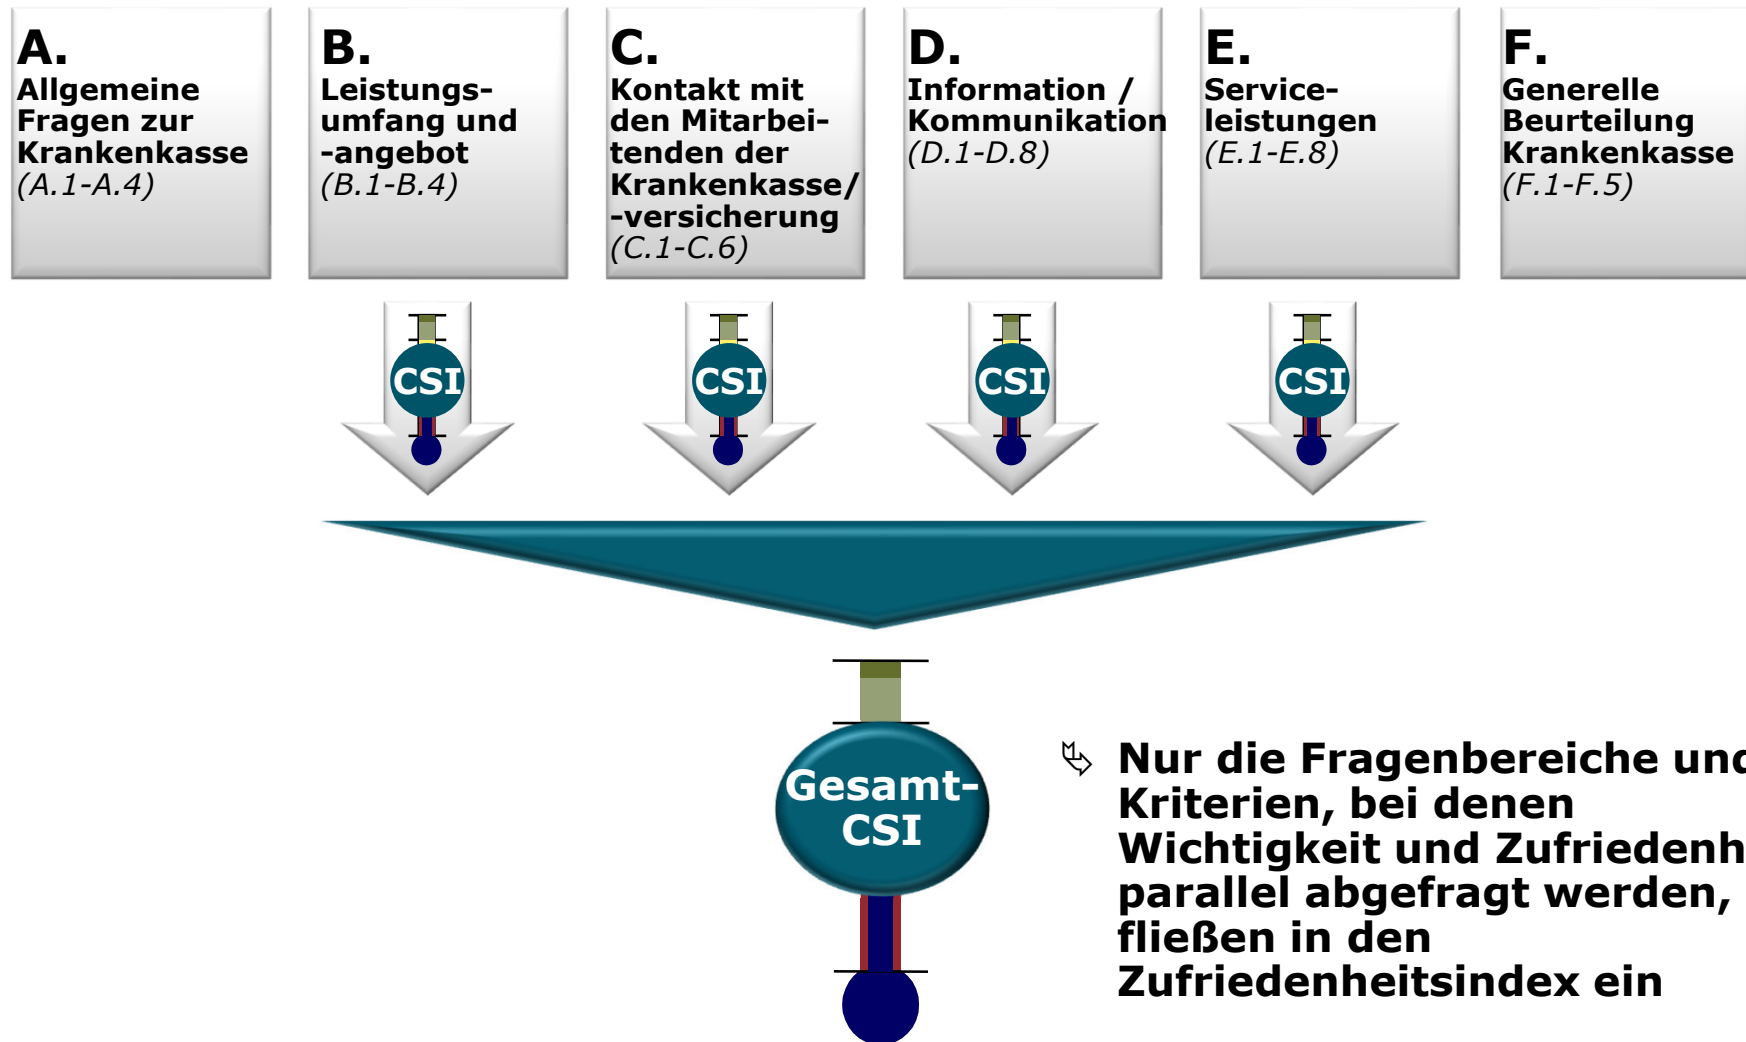 A.
Allgemeine
Fragen zur
Krankenkasse
(A.1-A.4)
B.
Leistungs-
umfang und
-angebot
(B.1-B.4)
C.
Kontakt mit
den Mitarbei-
tenden der
Krankenkasse/
-versicherung
(C.1-C.6)
D.
Information /
Kommunikation
(D.1-D.8)
E.
Service-
leistungen
(E.1-E.8)
F.
Generelle
Beurteilung
Krankenkasse
(F.1-F.5)
CSI
CSI
CSI
CSI
Gesamt-
CSI
Nur die Fragenbereiche und
Kriterien, bei denen
Wichtigkeit und Zufriedenh
parallel abgefragt werden,
fließen in den
Zufriedenheitsindex ein